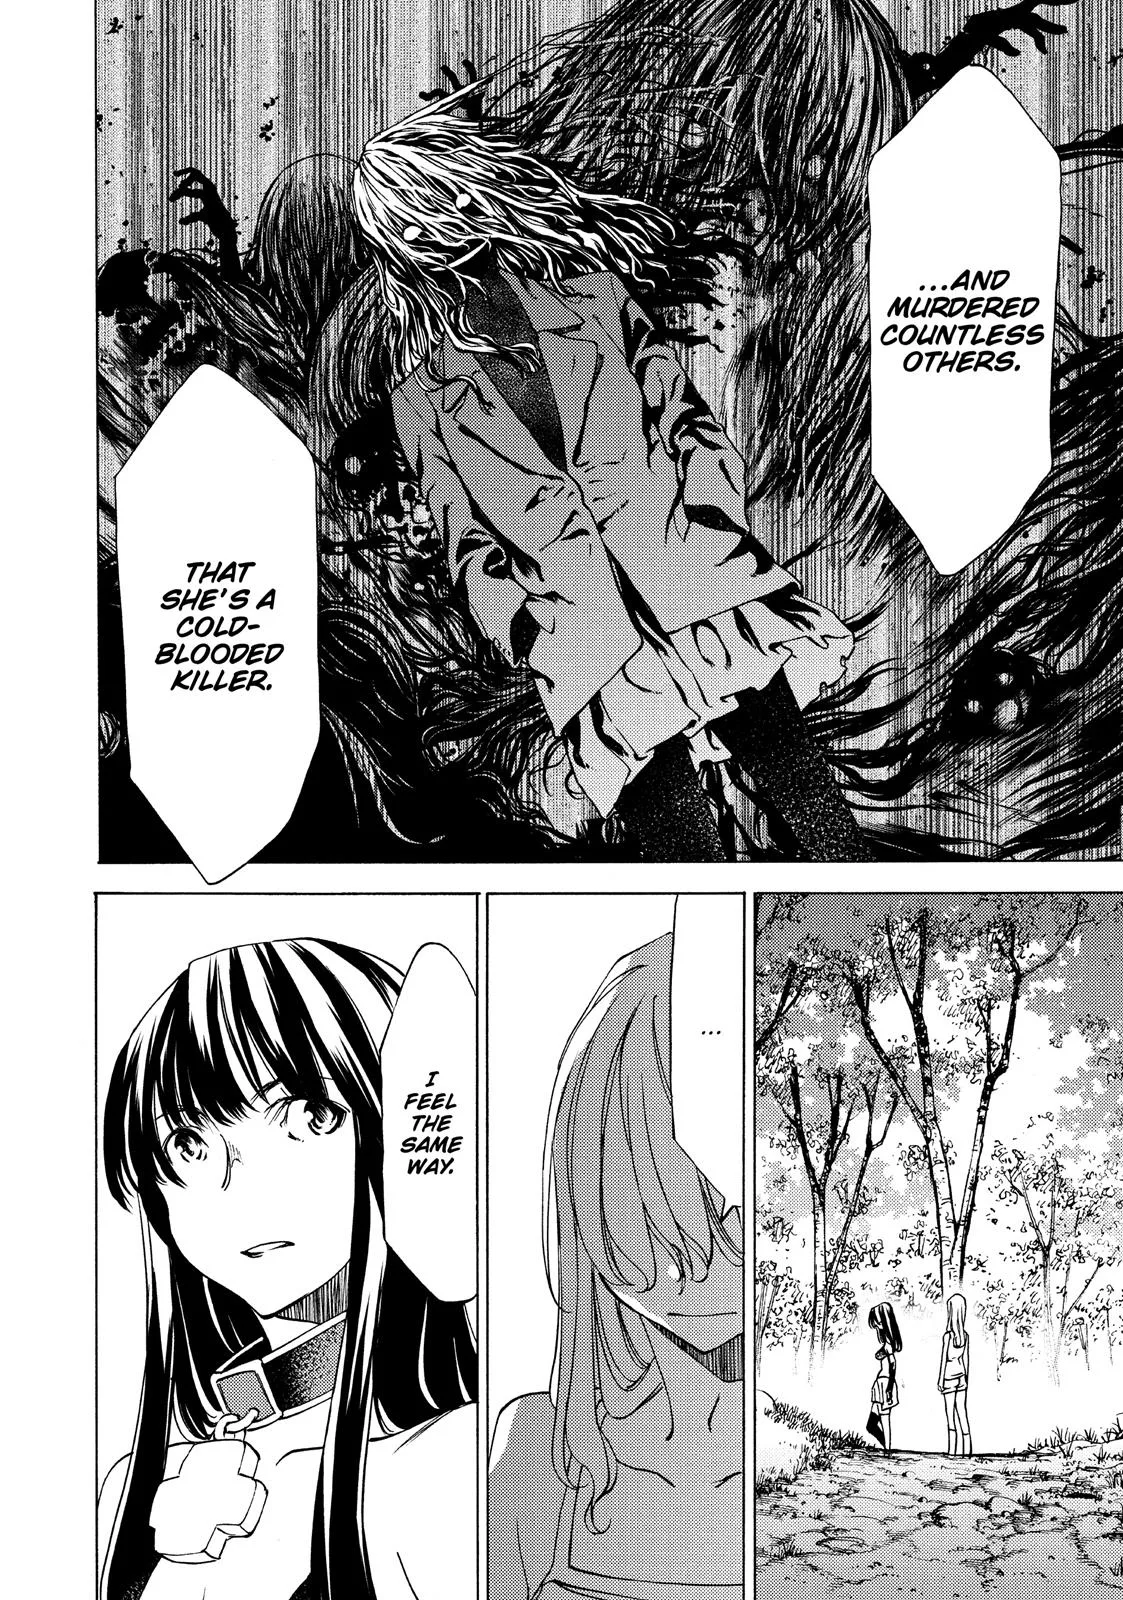 ...AND
MURDERED
COUNTLESS
OTHERS.
THAT
SHE'S A
COLD-
BLOODED
KILLER.
...
I
FEEL
THE
SAME
WAY.